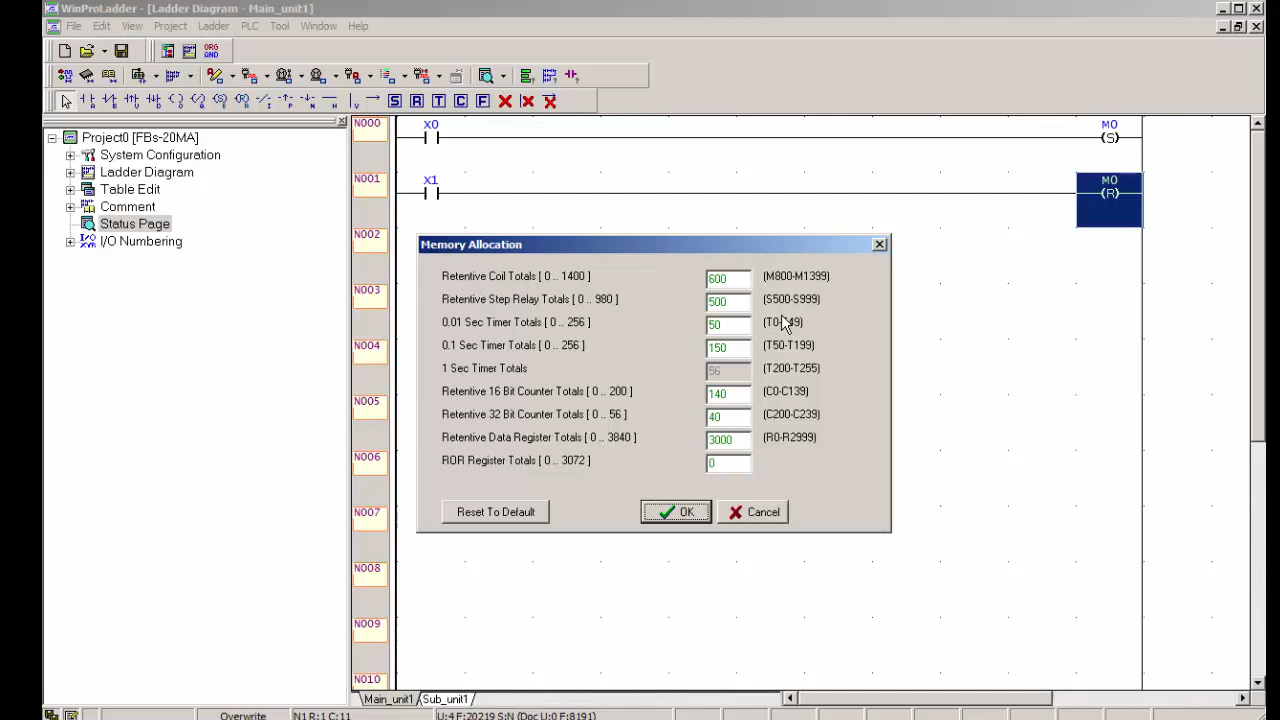 WinProLadder - [Ladder Diagram - Main_unit1]
File Edit View Project Ladder PLC Tool Window Help
ORG
AND
S R T C F
Project0 [FBs-20MA]
System Configuration
Ladder Diagram
Table Edit
Comment
Status Page
I/O Numbering
N000 X0 M0
(S)
N001 X1 M0
(R)
N002
N003
N004
N005
N006
N007
N008
N009
N010
Memory Allocation
Retentive Coil Totals [ 0 .. 1400 ] 600 (M800-M1399)
Retentive Step Relay Totals [ 0 .. 980 ] 500 (S500-S999)
0.01 Sec Timer Totals [ 0 .. 256 ] 50
0.1 Sec Timer Totals [ 0 .. 256 ] 150 (T50-T199)
1 Sec Timer Totals 56 (T200-T255)
Retentive 16 Bit Counter Totals [ 0 .. 200 ] 140 (C0-C139)
Retentive 32 Bit Counter Totals [ 0 .. 56 ] 40 (C200-C239)
Retentive Data Register Totals [ 0 .. 3840 ] 3000 (R0-R2999)
ROR Register Totals [ 0 .. 3072 ] 0
Reset To Default OK Cancel
Main_unit1 Sub_unit1
Overwrite N1 R:1 C:11 U:4 F:20219 S:N (Doc U:0 F:8191)